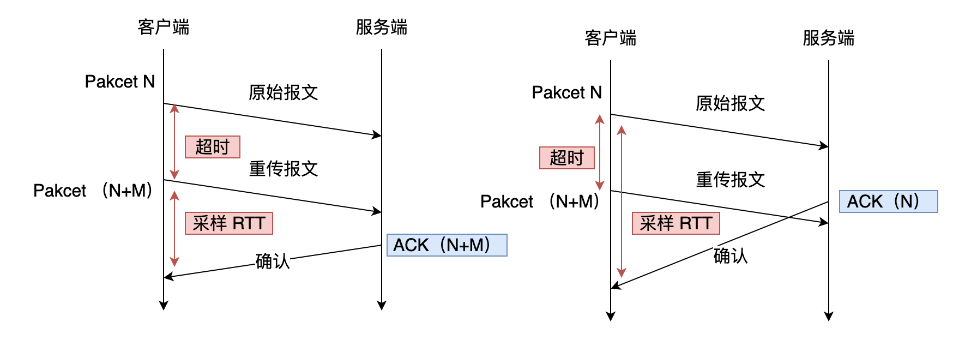 客户端
服务端
Pakcet N
原始报文
超时
重传报文
Pakcet （N+M）
采样 RTT
ACK（N+M）
确认
客户端
服务端
Pakcet N
原始报文
超时
重传报文
Pakcet （N+M）
ACK（N）
采样 RTT
确认